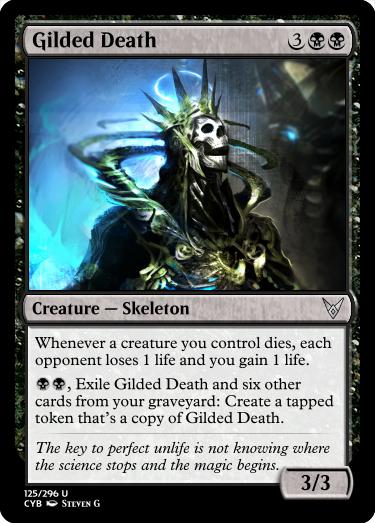 Gilded Death 3
Creature — Skeleton
Whenever a creature you control dies, each
opponent loses 1 life and you gain 1 life.
, Exile Gilded Death and six other
cards from your graveyard: Create a tapped
token that's a copy of Gilded Death.
The key to perfect unlife is not knowing where
the science stops and the magic begins.
3/3
125/296 U
CYB Steven G